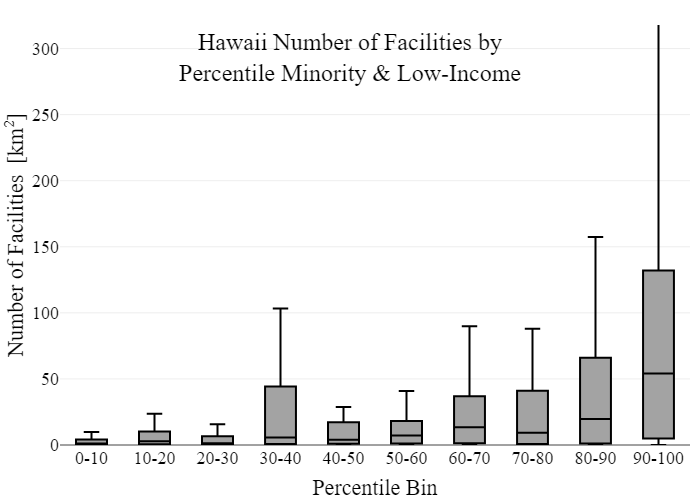 Hawaii Number of Facilities by
Percentile Minority & Low-Income
Number of Facilities [km²]
300
250
200
150
100
50
0
0-10 10-20 20-30 30-40 40-50 50-60 60-70 70-80 80-90 90-100
Percentile Bin